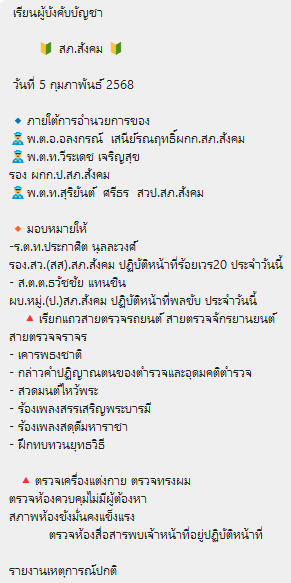 เรียนผู้บังคับบัญชา
🔰 สภ.สังคม 🔰
วันที่ 5 กุมภาพันธ์ 2568
🔹ภายใต้การอำนวยการของ
👮พ.ต.อ.อลงกรณ์ เสนีย์รณฤทธิ์ผกก.สภ.สังคม
👮พ.ต.ท.วีระเดช เจริญสุข
รอง ผกก.ป.สภ.สังคม
👮พ.ต.ท.สุริยันต์ ศรีธร สวป.สภ.สังคม
🔸มอบหมายให้
-ร.ต.ท.ประกาศิต นุลละวงศ์
รอง.สว.(สส).สภ.สังคม ปฏิบัติหน้าที่ร้อยเวร20 ประจำวันนี้
- ส.ต.ต.ธวัชชัย แทนชิน
ผบ.หมู่.(ป.)สภ.สังคม ปฏิบัติหน้าที่พลขับ ประจำวันนี้
🔺เรียกแถวสายตรวจรถยนต์ สายตรวจจักรยานยนต์
สายตรวจจราจร
- เคารพธงชาติ
- กล่าวคำปฏิญาณตนของตำรวจและอุดมคติตำรวจ
- สวดมนต์ไหว้พระ
- ร้องเพลงสรรเสริญพระบารมี
- ร้องเพลงสดุดีมหาราชา
- ฝึกทบทวนยุทธวิธี
🔺ตรวจเครื่องแต่งกาย ตรวจทรงผม
ตรวจห้องควบคุมไม่มีผู้ต้องหา
สภาพห้องขังมั่นคงแข็งแรง
ตรวจห้องสื่อสารพบเจ้าหน้าที่อยู่ปฏิบัติหน้าที่
รายงานเหตุการณ์ปกติ